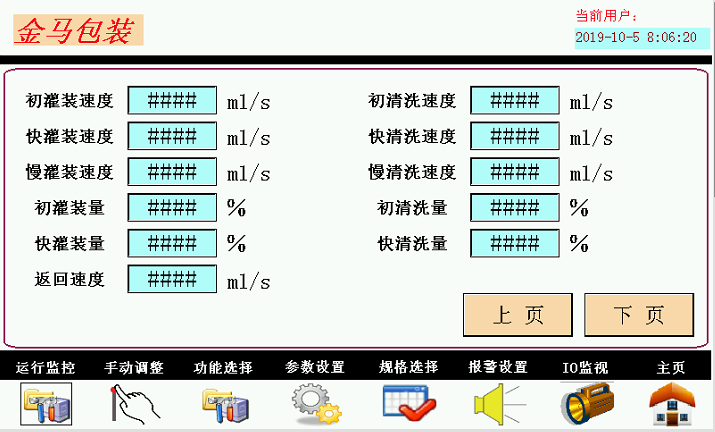 金马包装
当前用户：
2019-10-5 8:06:20
初灌装速度 #### ml/s 初清洗速度 #### ml/s
快灌装速度 #### ml/s 快清洗速度 #### ml/s
慢灌装速度 #### ml/s 慢清洗速度 #### ml/s
初灌装量 #### % 初清洗量 #### %
快灌装量 #### % 快清洗量 #### %
返回速度 #### ml/s
上 页 下 页
运行监控 手动调整 功能选择 参数设置 规格选择 报警设置 IO监视 主页